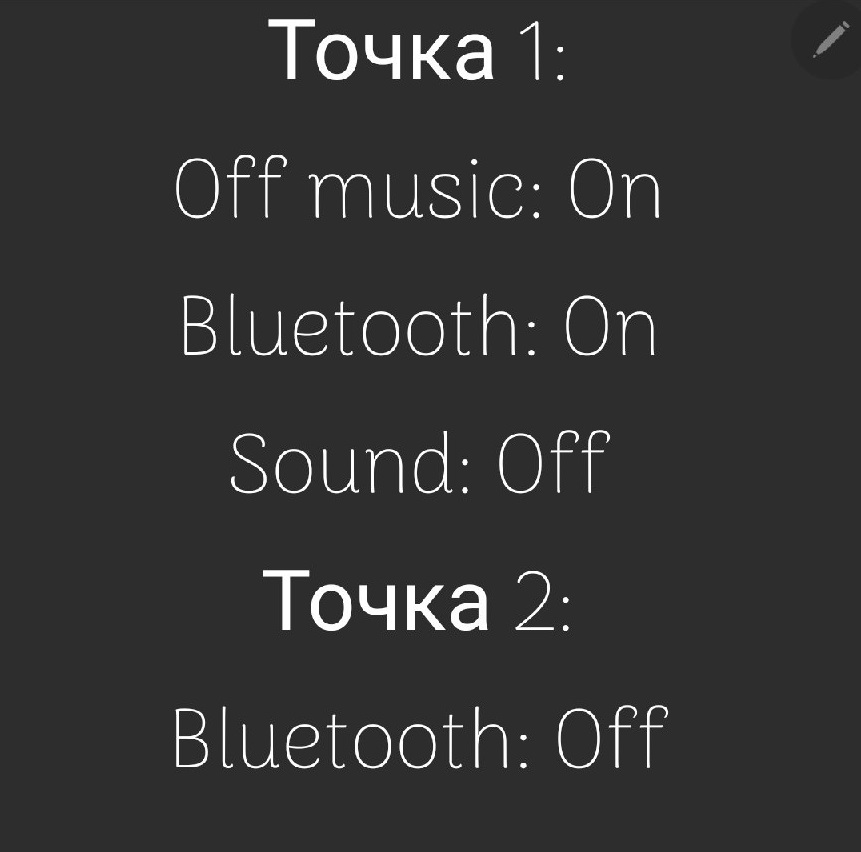 Точка 1:
Off music: On
Bluetooth: On
Sound: Off
Точка 2:
Bluetooth: Off